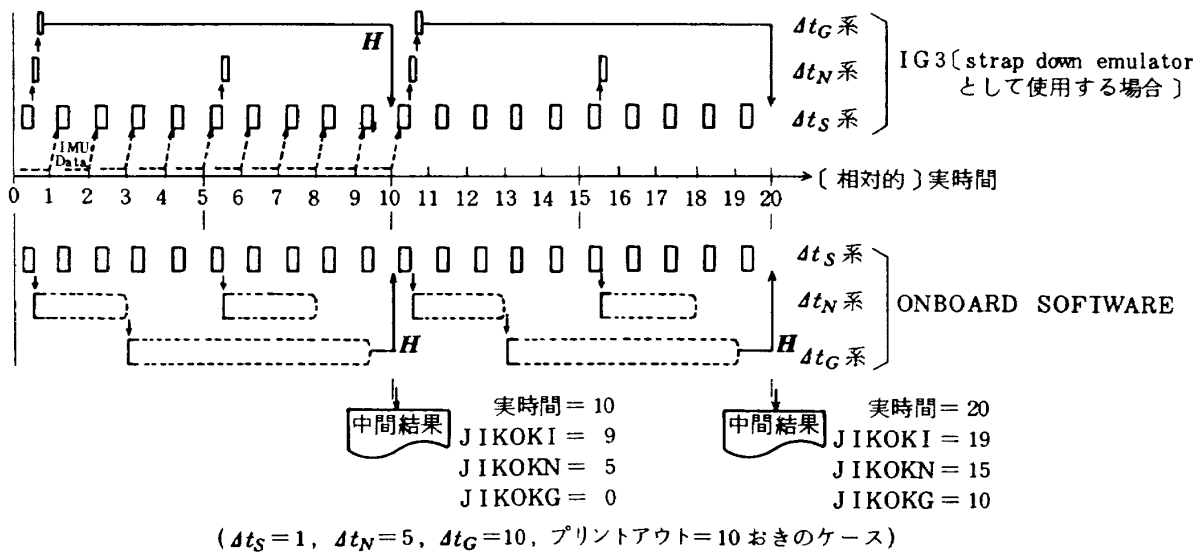 H
Δt_G 系
Δt_N 系
Δt_S 系
IG3〔strap down emulator
として使用する場合〕
IMU
Data
0 1 2 3 4 5 6 7 8 9 10 11 12 13 14 15 16 17 18 19 20
〔相対的〕実時間
Δt_S 系
Δt_N 系
Δt_G 系
ONBOARD SOFTWARE
H
H
中間結果
実時間＝10
JIKOKI＝ 9
JIKOKN＝ 5
JIKOKG＝ 0
中間結果
実時間＝20
JIKOKI＝19
JIKOKN＝15
JIKOKG＝10
(Δt_S＝1, Δt_N＝5, Δt_G＝10, プリントアウト＝10 おきのケース)